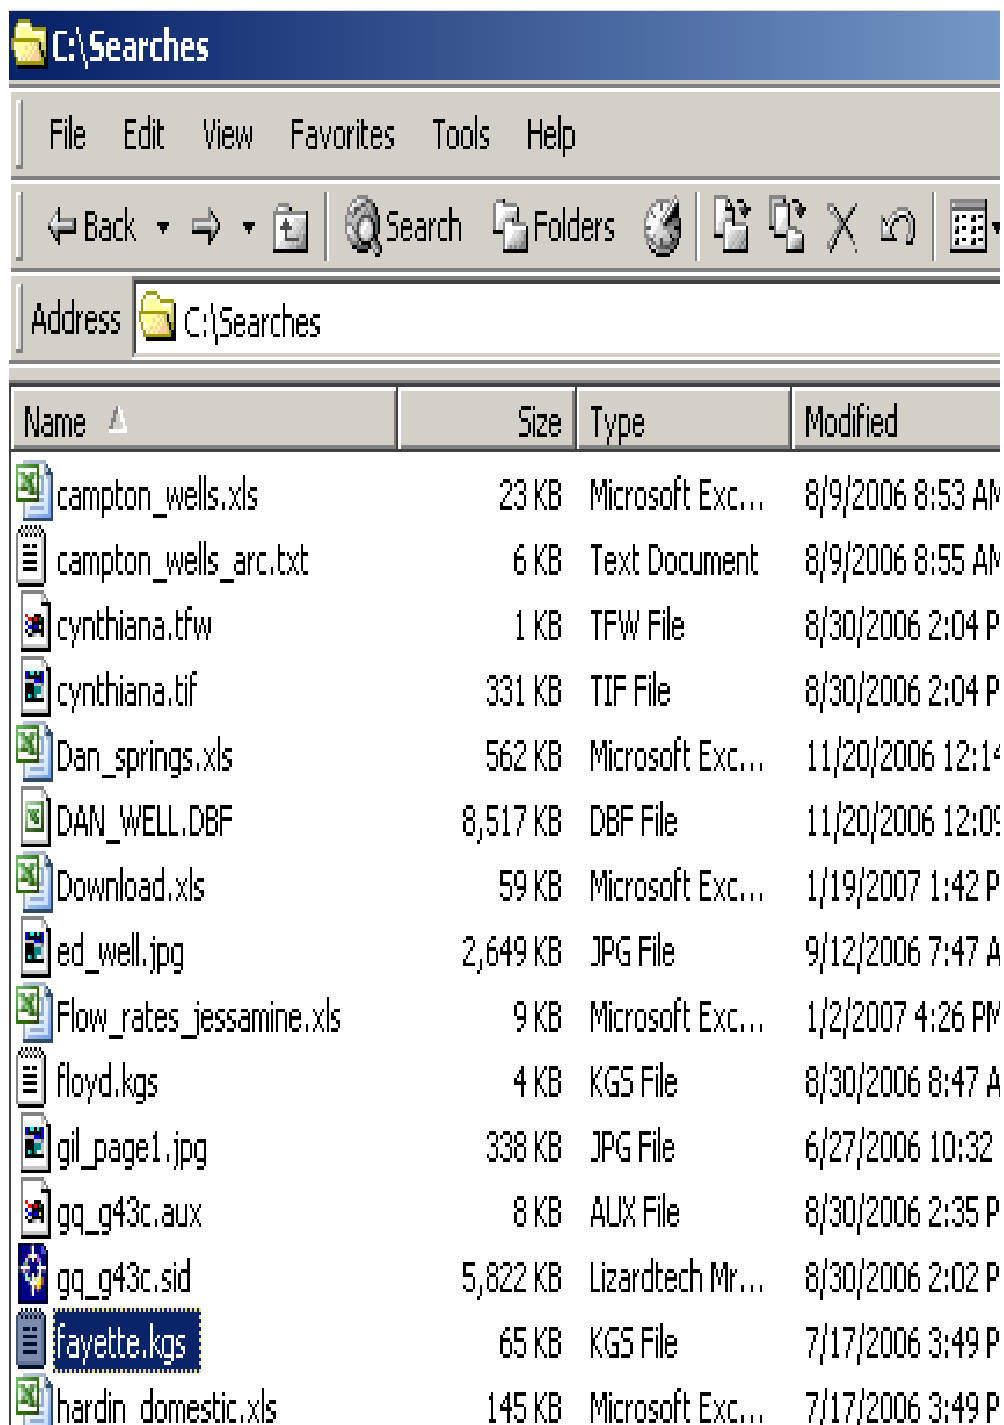 C:\Searches
File Edit View Favorites Tools Help
Back Search Folders
Address C:\Searches
Name Size Type Modified
campton_wells.xls 23 KB Microsoft Exc... 8/9/2006 8:53 AM
campton_wells_arc.txt 6 KB Text Document 8/9/2006 8:55 AM
cynthiana.tfw 1 KB TFW File 8/30/2006 2:04 P
cynthiana.tif 331 KB TIF File 8/30/2006 2:04 P
Dan_springs.xls 562 KB Microsoft Exc... 11/20/2006 12:14
DAN_WELL.DBF 8,517 KB DBF File 11/20/2006 12:09
Download.xls 59 KB Microsoft Exc... 1/19/2007 1:42 P
ed_well.jpg 2,649 KB JPG File 9/12/2006 7:47 A
Flow_rates_jessamine.xls 9 KB Microsoft Exc... 1/2/2007 4:26 PM
floyd.kgs 4 KB KGS File 8/30/2006 8:47 A
gil_page1.jpg 338 KB JPG File 6/27/2006 10:32
gq_g43c.aux 8 KB AUX File 8/30/2006 2:35 P
gq_g43c.sid 5,822 KB Lizardtech Mr... 8/30/2006 2:02 P
fayette.kgs 65 KB KGS File 7/17/2006 3:49 P
hardin_domestic.xls 145 KB Microsoft Exc... 7/17/2006 3:49 P